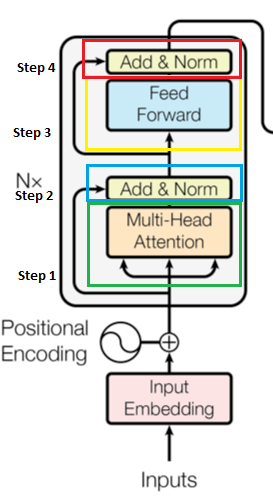 Step 4
Add & Norm
Feed
Forward
Step 3
Nx
Step 2
Add & Norm
Multi-Head
Attention
Step 1
Positional
Encoding
Input
Embedding
Inputs